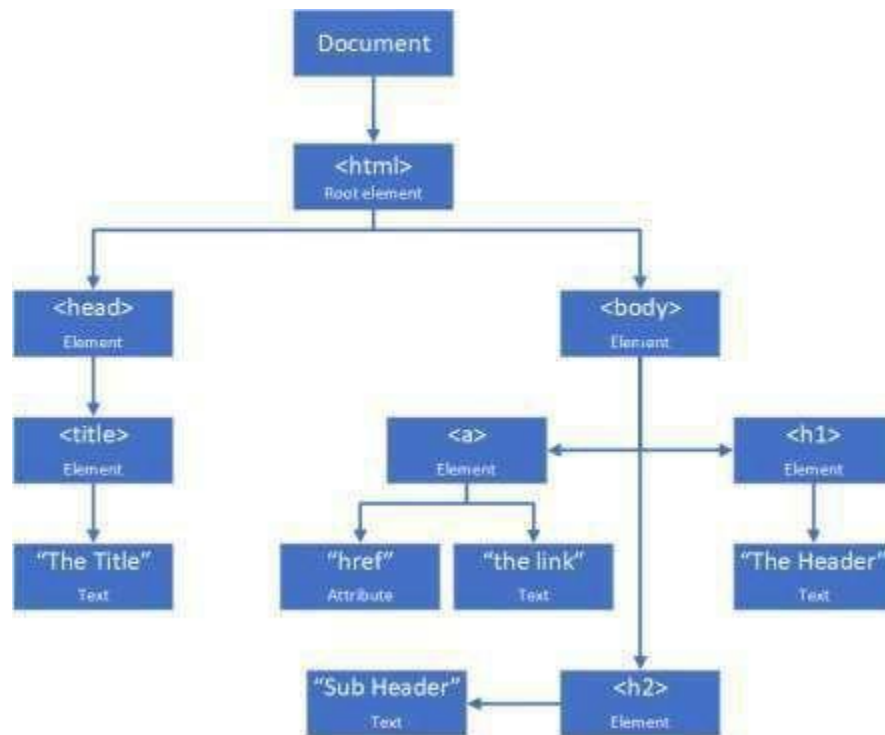 Document
<html>
Root element
<head>
Element
<body>
Element
<title>
Element
<a>
Element
<h1>
Element
“The Title”
Text
“href”
Attribute
“the link”
Text
“The Header”
Text
“Sub Header”
Text
<h2>
Element